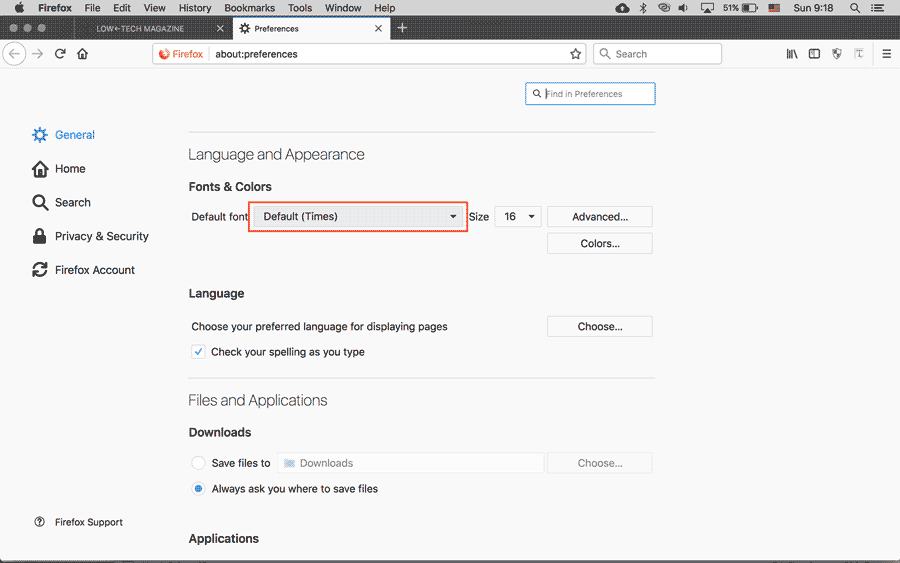 Firefox File Edit View History Bookmarks Tools Window Help 51% Sun 9:18
LOW←TECH MAGAZINE Preferences
Firefox about:preferences Search
Find in Preferences
General
Home
Search
Privacy & Security
Firefox Account
Firefox Support
Language and Appearance
Fonts & Colors
Default font Default (Times) Size 16 Advanced...
Colors...
Language
Choose your preferred language for displaying pages Choose...
Check your spelling as you type
Files and Applications
Downloads
Save files to Downloads Choose...
Always ask you where to save files
Applications